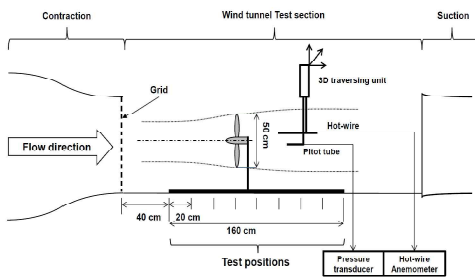 Contraction
Wind tunnel Test section
Suction
3D traversing unit
Grid
Hot-wire
Pitot tube
50 cm
Flow direction
40 cm
20 cm
160 cm
Test positions
Pressure
transducer
Hot-wire
Anemometer